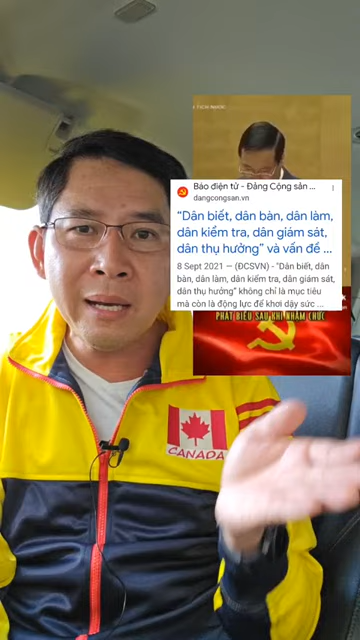 Báo điện tử - Đảng Cộng sản ...
dangcongsan.vn
"Dân biết, dân bàn, dân làm,
dân kiểm tra, dân giám sát,
dân thụ hưởng" và vấn đề ...
8 Sept 2021 — (ĐCSVN) - "Dân biết, dân
bàn, dân làm, dân kiểm tra, dân giám sát,
dân thụ hưởng" không chỉ là mục tiêu
mà còn là động lực để khơi dậy sức ...
PHÁT BIỂU SAU KHI NHẬM CHỨC
CANADA